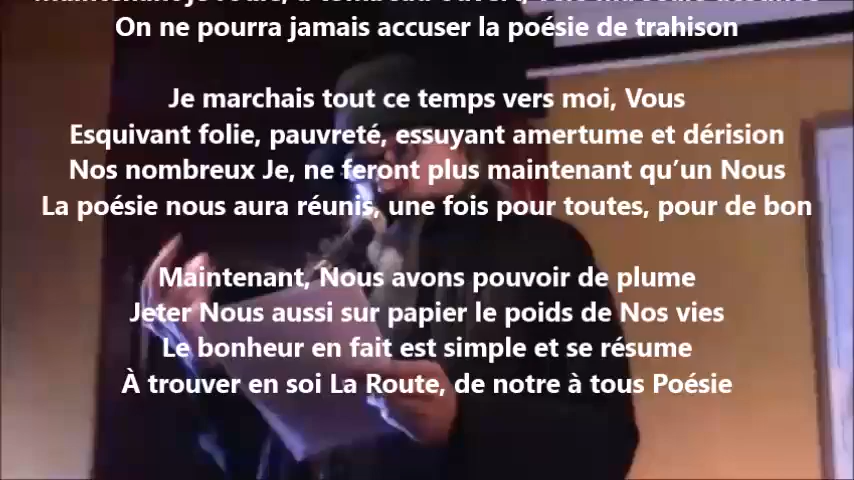 On ne pourra jamais accuser la poésie de trahison
Je marchais tout ce temps vers moi, Vous
Esquivant folie, pauvreté, essuyant amertume et dérision
Nos nombreux Je, ne feront plus maintenant qu’un Nous
La poésie nous aura réunis, une fois pour toutes, pour de bon
Maintenant, Nous avons pouvoir de plume
Jeter Nous aussi sur papier le poids de Nos vies
Le bonheur en fait est simple et se résume
À trouver en soi La Route, de notre à tous Poésie